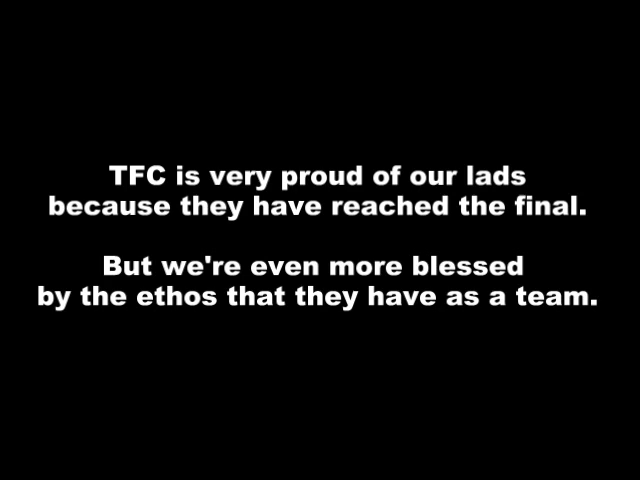 TFC is very proud of our lads
because they have reached the final.
But we're even more blessed
by the ethos that they have as a team.